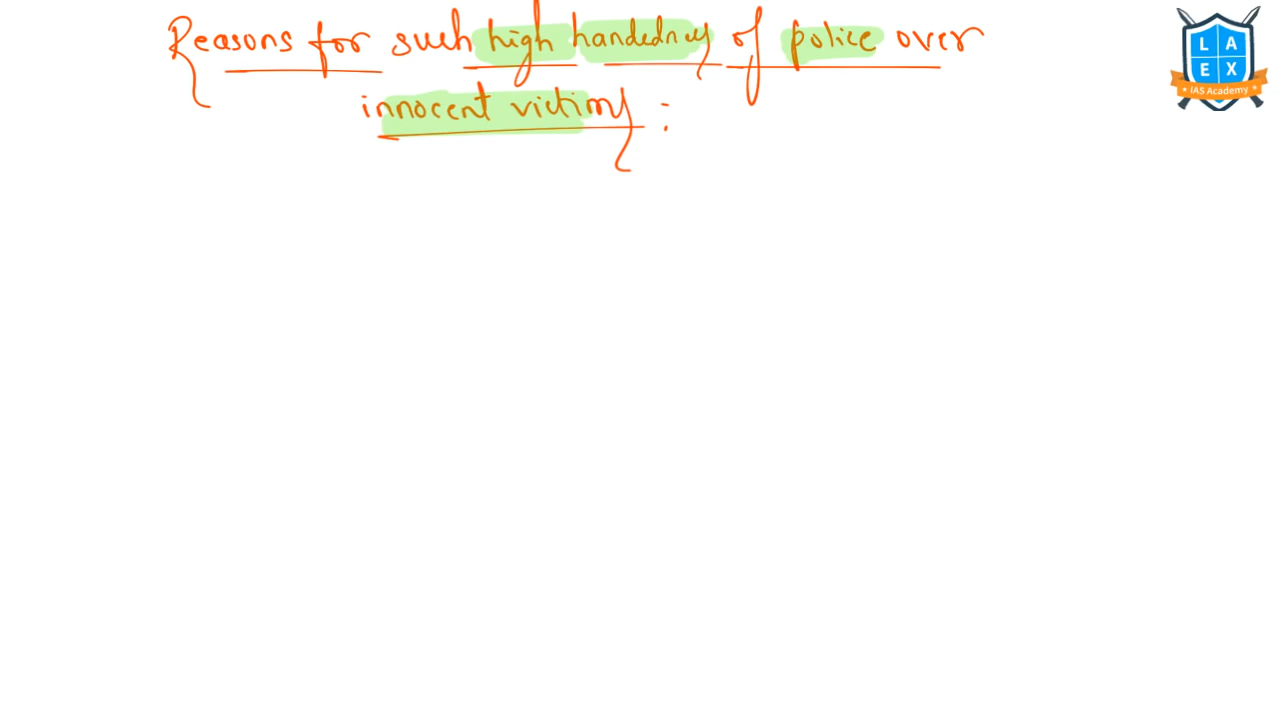 Reasons for such high handedness of police over
innocent victims :
L A
E X
IAS Academy